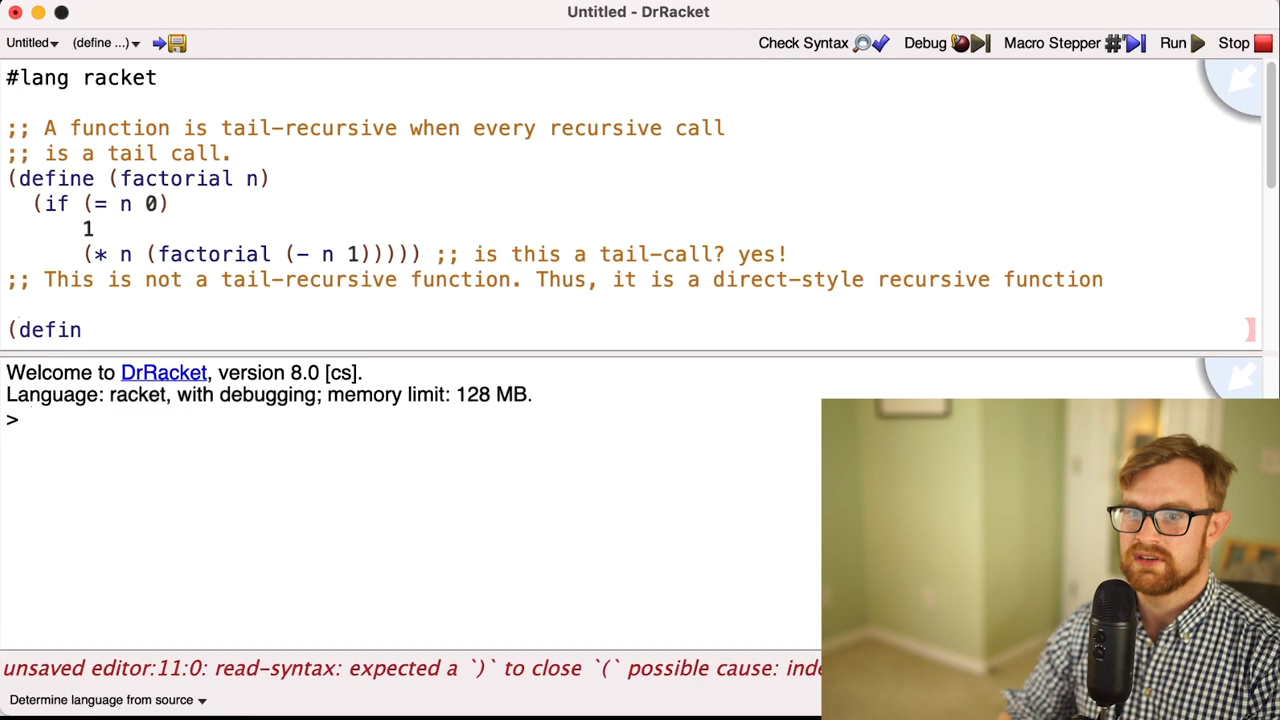 Untitled - DrRacket
Untitled▾ (define ...)▾ Check Syntax Debug Macro Stepper Run Stop
#lang racket
;; A function is tail-recursive when every recursive call
;; is a tail call.
(define (factorial n)
(if (= n 0)
1
(* n (factorial (- n 1))))) ;; is this a tail-call? yes!
;; This is not a tail-recursive function. Thus, it is a direct-style recursive function
(defin
Welcome to DrRacket, version 8.0 [cs].
Language: racket, with debugging; memory limit: 128 MB.
>
unsaved editor:11:0: read-syntax: expected a `)` to close `(` possible cause: inde
Determine language from source ▾